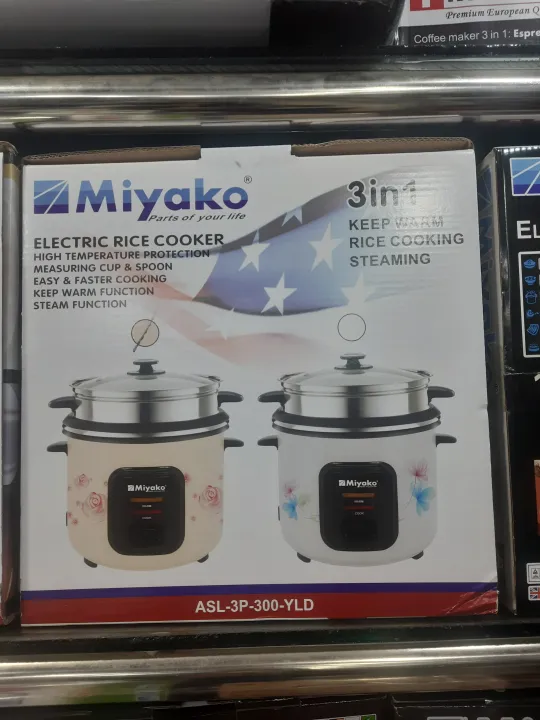 Premium European Q
Coffee maker 3 in 1: Espre
Miyako®
Parts of your life
3in1
KEEP WARM
RICE COOKING
STEAMING
ELECTRIC RICE COOKER
HIGH TEMPERATURE PROTECTION
MEASURING CUP & SPOON
EASY & FASTER COOKING
KEEP WARM FUNCTION
STEAM FUNCTION
Miyako
Miyako
ASL-3P-300-YLD